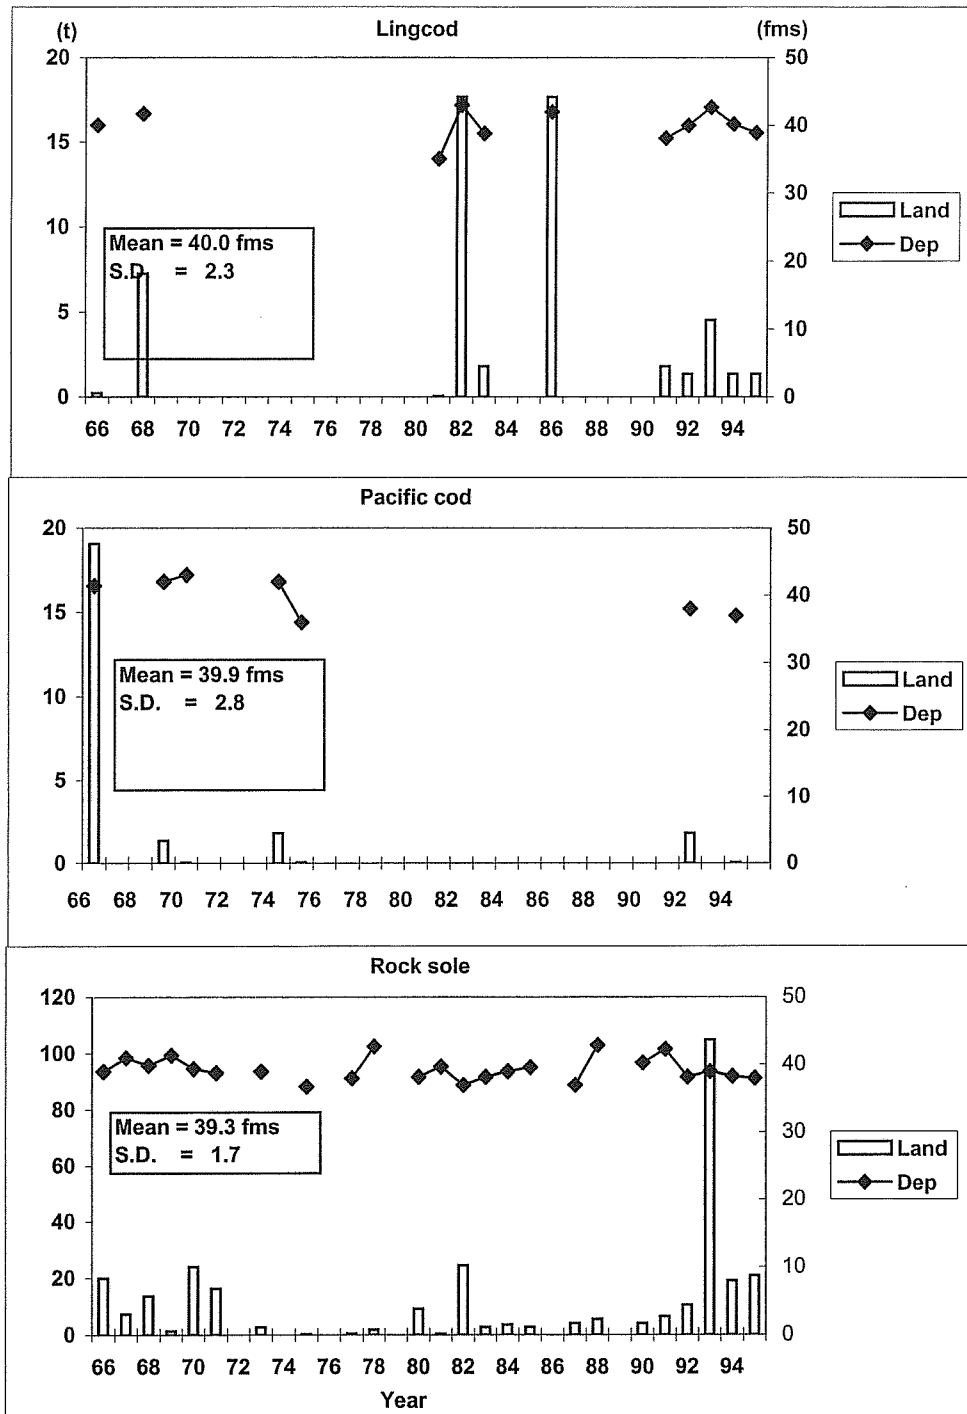 (t) Lingcod (fms)
20 50
15 40
30
10
Mean = 40.0 fms
S.D. = 2.3
20
5
10
0 0
66 68 70 72 74 76 78 80 82 84 86 88 90 92 94
Land
Dep
Pacific cod
20 50
15 40
30
10
Mean = 39.9 fms
S.D. = 2.8
20
5
10
0 0
66 68 70 72 74 76 78 80 82 84 86 88 90 92 94
Land
Dep
Rock sole
120 50
100 40
80
30
Mean = 39.3 fms
S.D. = 1.7
60
20
40
20 10
0 0
66 68 70 72 74 76 78 80 82 84 86 88 90 92 94
Year
Land
Dep